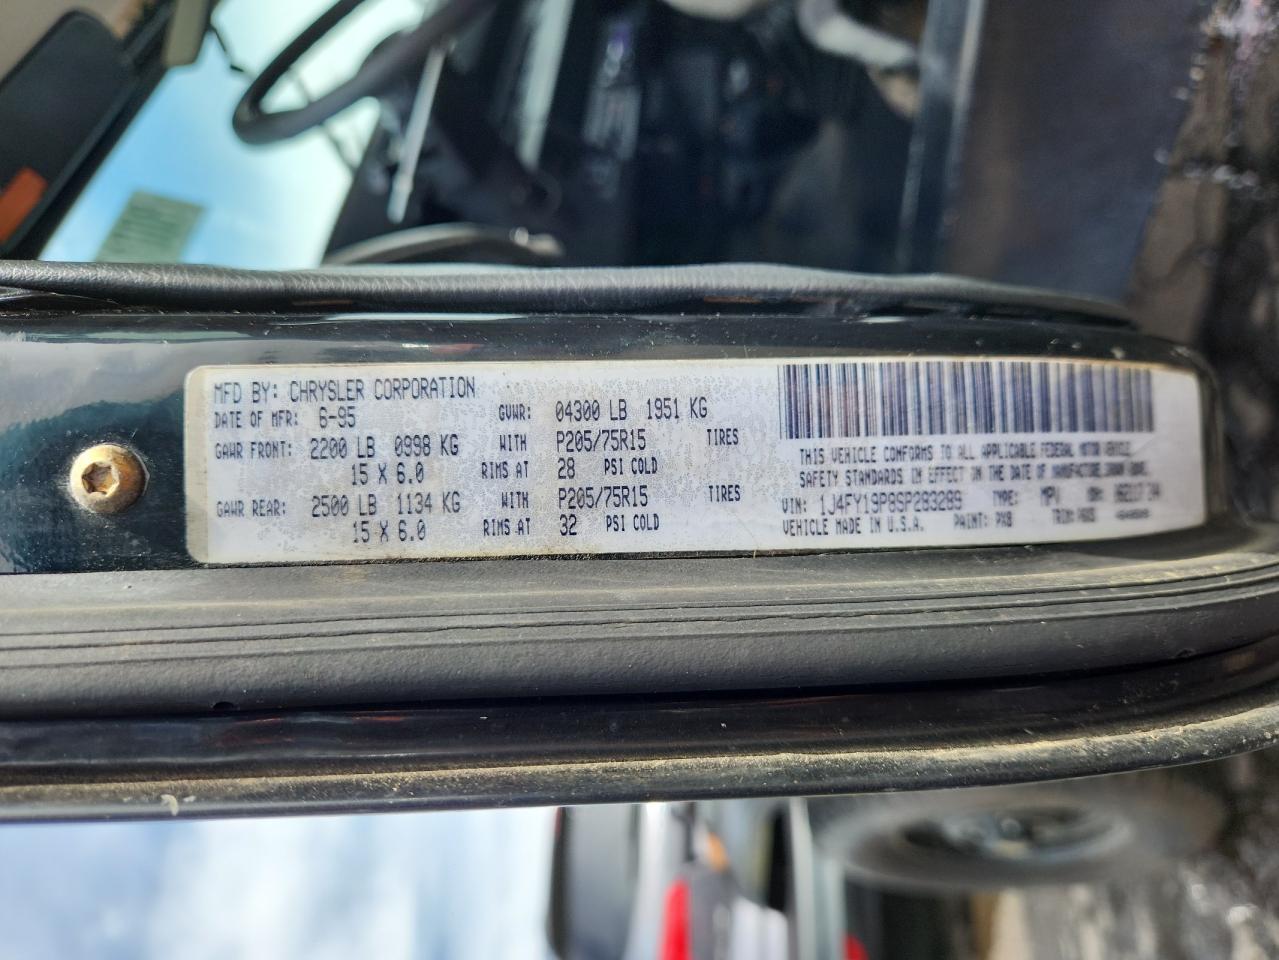 MFD BY: CHRYSLER CORPORATION
DATE OF MFR: 6-95 GVWR: 04300 LB 1951 KG
GAWR FRONT: 2200 LB 0998 KG WITH P205/75R15 TIRES
15 X 6.0 RIMS AT 28 PSI COLD
GAWR REAR: 2500 LB 1134 KG WITH P205/75R15 TIRES
15 X 6.0 RIMS AT 32 PSI COLD
THIS VEHICLE CONFORMS TO ALL APPLICABLE FEDERAL MOTOR
SAFETY STANDARDS IN EFFECT ON THE DATE OF MANUFACTURE
VIN: 1J4FY19P8SP283289 TYPE: MPV
VEHICLE MADE IN U.S.A. PAINT: PX8 TRIM: